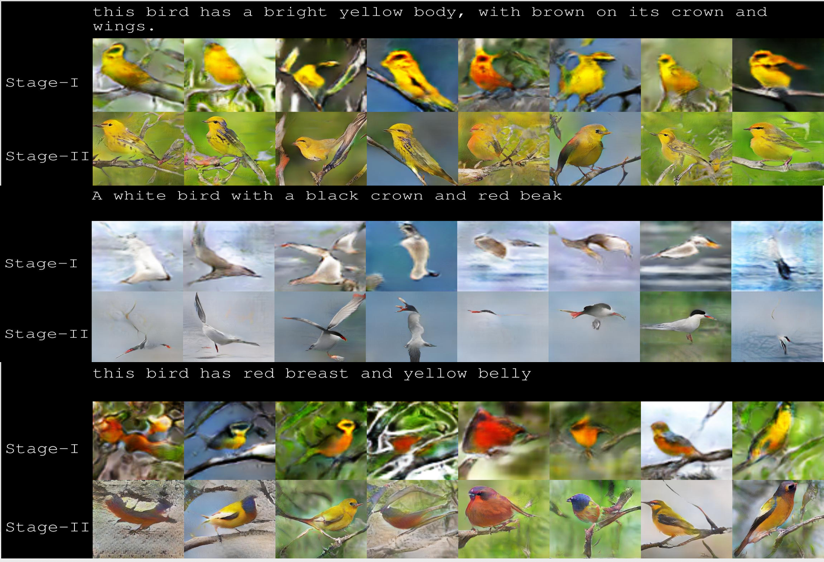 this bird has a bright yellow body, with brown on its crown and
wings.
Stage-I
Stage-II
A white bird with a black crown and red beak
Stage-I
Stage-II
this bird has red breast and yellow belly
Stage-I
Stage-II